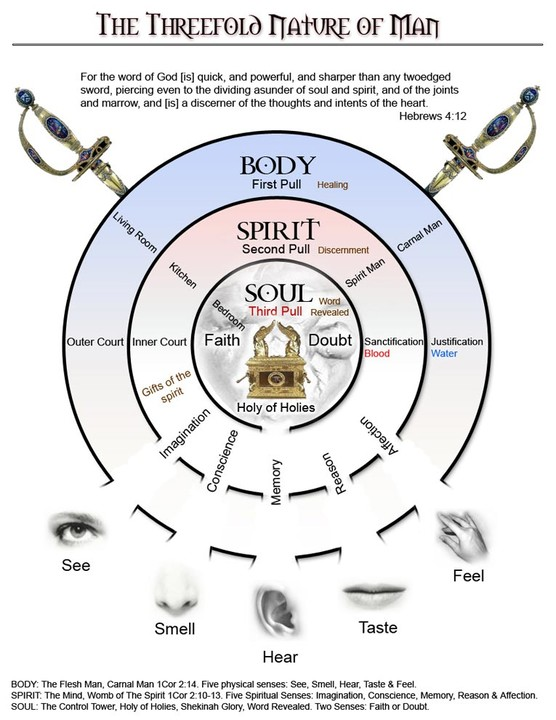 The Threefold Nature of Man
For the word of God [is] quick, and powerful, and sharper than any twoedged
sword, piercing even to the dividing asunder of soul and spirit, and of the joints
and marrow, and [is] a discerner of the thoughts and intents of the heart.
Hebrews 4:12
BODY
First Pull Healing
Living Room
Carnal Man
SPIRIT
Second Pull Discernment
Kitchen
Spirit Man
SOUL
Third Pull Word
Revealed
Bedroom
Outer Court Inner Court Faith Doubt Sanctification Justification
Blood Water
Gifts of the
spirit
Holy of Holies
Imagination
Conscience
Memory
Reason
Affection
See
Smell
Hear
Taste
Feel
BODY: The Flesh Man, Carnal Man 1Cor 2:14. Five physical senses: See, Smell, Hear, Taste & Feel.
SPIRIT: The Mind, Womb of The Spirit 1Cor 2:10-13. Five Spiritual Senses: Imagination, Conscience, Memory, Reason & Affection.
SOUL: The Control Tower, Holy of Holies, Shekinah Glory, Word Revealed. Two Senses: Faith or Doubt.